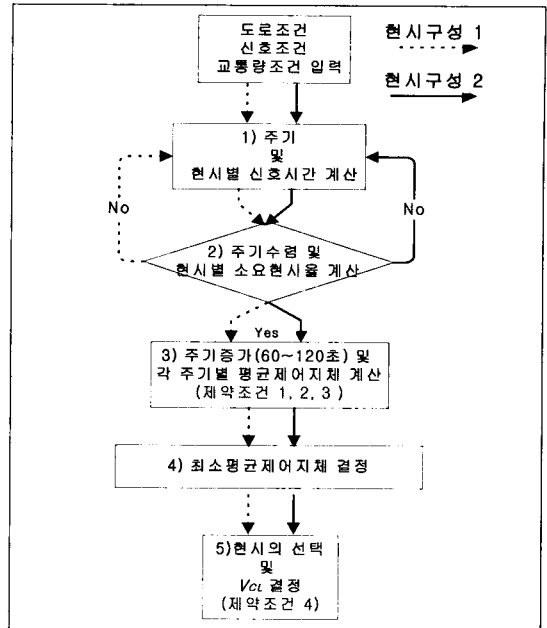 도로조건
신호조건
교통량조건 입력
현시구성 1
현시구성 2
1) 주기
및
현시별 신호시간 계산
No
No
2) 주기수렴 및
현시별 소요현시율 계산
Yes
3) 주기증가(60~120초) 및
각 주기별 평균제어지체 계산
(제약조건 1, 2, 3 )
4) 최소평균제어지체 결정
5)현시의 선택
및
VCL 결정
(제약조건 4)